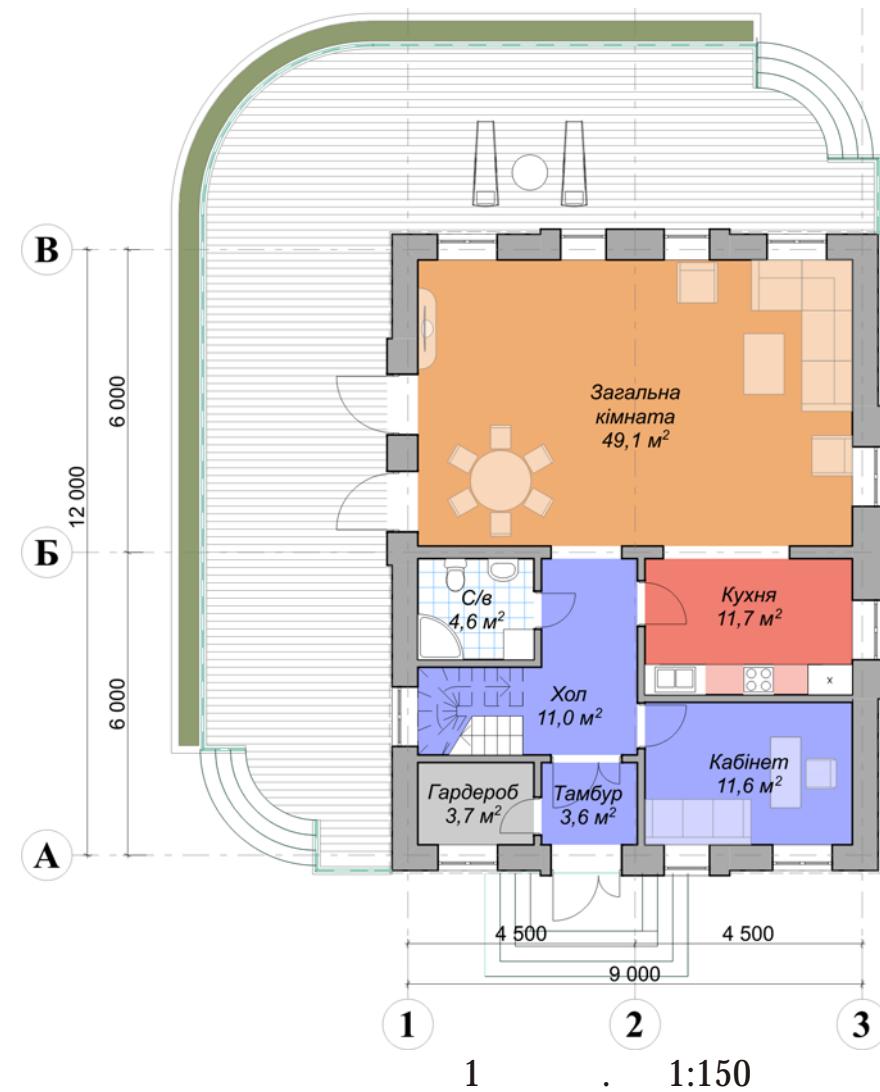 В
6 000
Загальна
кімната
49,1 м²
12 000
Б
С/в
4,6 м²
Кухня
11,7 м²
х
6 000
Хол
11,0 м²
Кабінет
11,6 м²
Гардероб
3,7 м²
Тамбур
3,6 м²
А
4 500
4 500
9 000
1
2
3
1 . 1:150